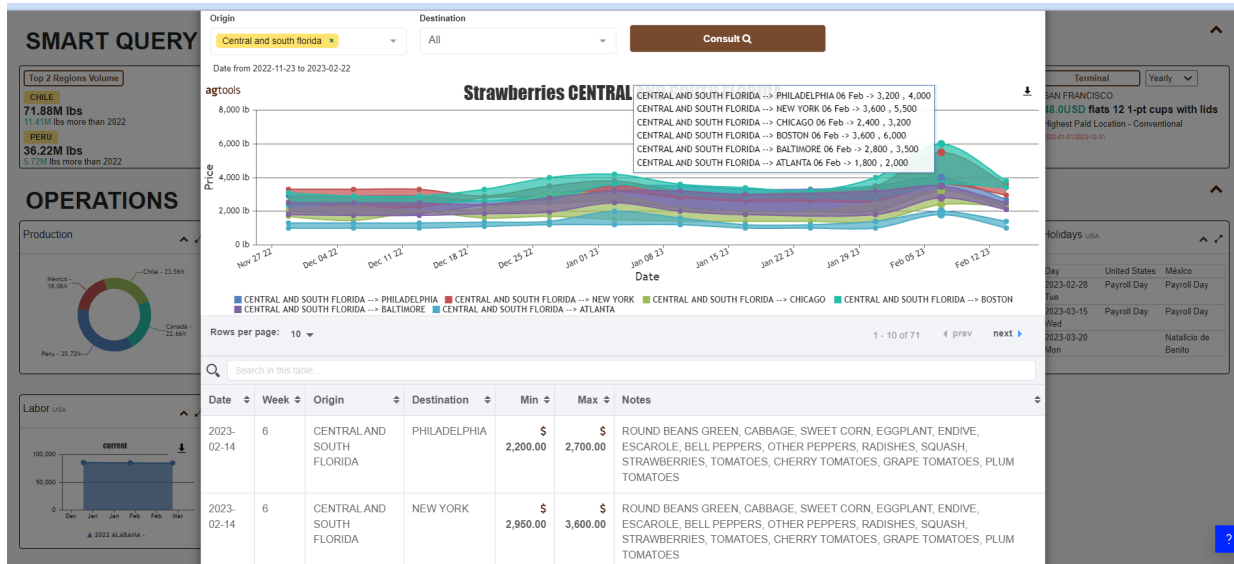 Origin
Destination
Central and south florida ×
All
Consult
Date from 2022-11-23 to 2023-02-22
SMART QUERY
Top 2 Regions Volume
CHILE
71.88M lbs
11.41M lbs more than 2022
PERU
36.22M lbs
5.72M lbs more than 2022
agtools
Strawberries CENTRAL
CENTRAL AND SOUTH FLORIDA --> PHILADELPHIA 06 Feb -> 3,200 , 4,000
CENTRAL AND SOUTH FLORIDA --> NEW YORK 06 Feb -> 3,600 , 5,500
CENTRAL AND SOUTH FLORIDA --> CHICAGO 06 Feb -> 2,400 , 3,200
CENTRAL AND SOUTH FLORIDA --> BOSTON 06 Feb -> 3,600 , 6,000
CENTRAL AND SOUTH FLORIDA --> BALTIMORE 06 Feb -> 2,800 , 3,500
CENTRAL AND SOUTH FLORIDA --> ATLANTA 06 Feb -> 1,800 , 2,000
Price
8,000 lb
6,000 lb
4,000 lb
2,000 lb
0 lb
Nov 27 22
Dec 04 22
Dec 11 22
Dec 18 22
Dec 25 22
Jan 01 23
Jan 08 23
Jan 15 23
Jan 22 23
Jan 29 23
Feb 05 23
Feb 12 23
Date
CENTRAL AND SOUTH FLORIDA --> PHILADELPHIA CENTRAL AND SOUTH FLORIDA --> NEW YORK CENTRAL AND SOUTH FLORIDA --> CHICAGO CENTRAL AND SOUTH FLORIDA --> BOSTON
CENTRAL AND SOUTH FLORIDA --> BALTIMORE CENTRAL AND SOUTH FLORIDA --> ATLANTA
Terminal
Yearly
SAN FRANCISCO
48.0USD flats 12 1-pt cups with lids
Highest Paid Location - Conventional
2023-01-01/2023-12-31
OPERATIONS
Production
Chile - 23.56%
Mexico -
18.06%
Canada -
22.66%
Peru - 35.72%
Labor USA
current
100,000
50,000
0
Dec Jan Jan Feb Feb Mar
2022 ALABAMA -
Rows per page: 10
1 - 10 of 71
prev
next
Search in this table...
Date Week Origin Destination Min Max Notes
2023-02-14 6 CENTRAL AND SOUTH FLORIDA PHILADELPHIA $ 2,200.00 $ 2,700.00
ROUND BEANS GREEN, CABBAGE, SWEET CORN, EGGPLANT, ENDIVE,
ESCAROLE, BELL PEPPERS, OTHER PEPPERS, RADISHES, SQUASH,
STRAWBERRIES, TOMATOES, CHERRY TOMATOES, GRAPE TOMATOES, PLUM
TOMATOES
2023-02-14 6 CENTRAL AND SOUTH FLORIDA NEW YORK $ 2,950.00 $ 3,600.00
ROUND BEANS GREEN, CABBAGE, SWEET CORN, EGGPLANT, ENDIVE,
ESCAROLE, BELL PEPPERS, OTHER PEPPERS, RADISHES, SQUASH,
STRAWBERRIES, TOMATOES, CHERRY TOMATOES, GRAPE TOMATOES, PLUM
TOMATOES
Holidays USA
Day United States México
2023-02-28 Tue Payroll Day Payroll Day
2023-03-15 Wed Payroll Day Payroll Day
2023-03-20 Mon Natalicio de Benito
?